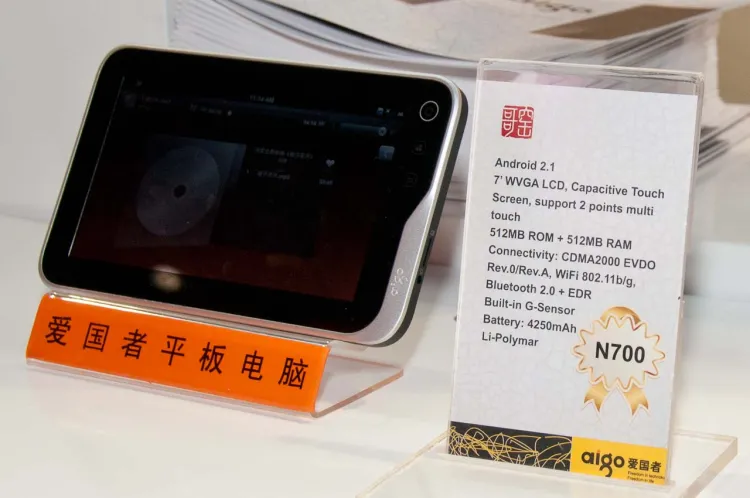 aigo
爱国者平板电脑
Android 2.1
7' WVGA LCD, Capacitive Touch
Screen, support 2 points multi
touch
512MB ROM + 512MB RAM
Connectivity: CDMA2000 EVDO
Rev.0/Rev.A, WiFi 802.11b/g,
Bluetooth 2.0 + EDR
Built-in G-Sensor
Battery: 4250mAh
Li-Polymar
N700
aigo 爱国者